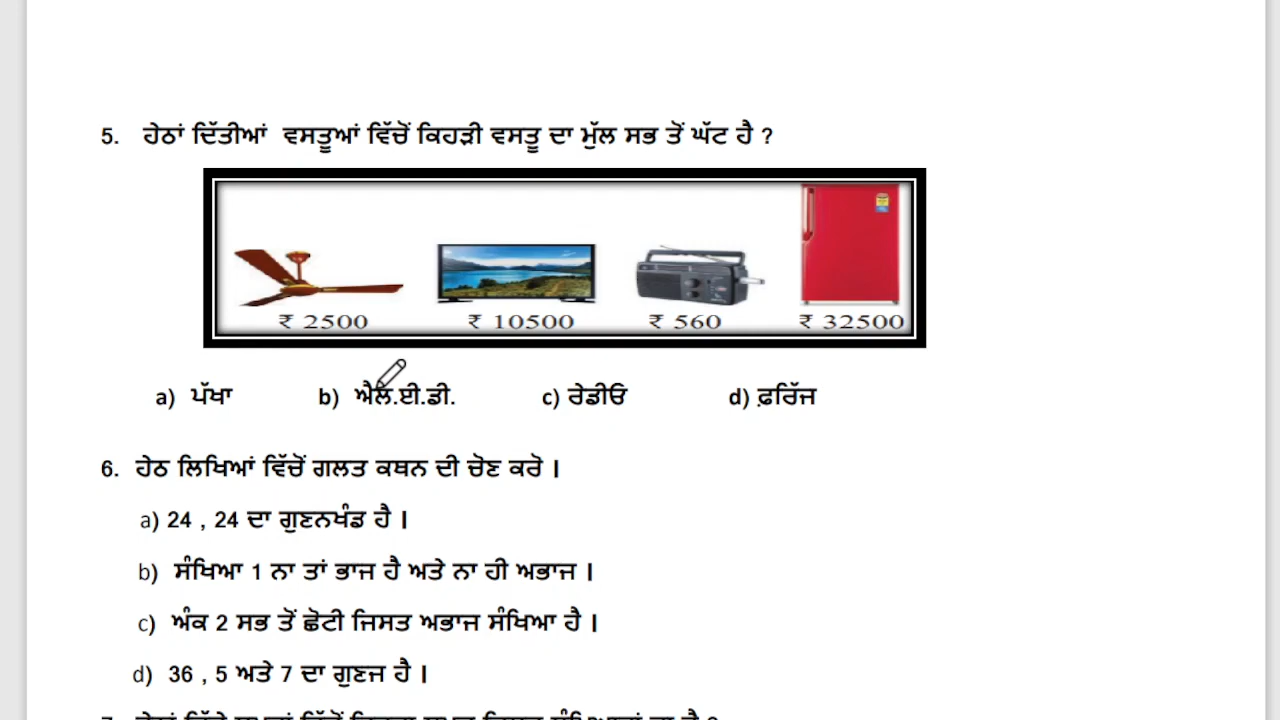 5. ਹੇਠਾਂ ਦਿੱਤੀਆਂ ਵਸਤੂਆਂ ਵਿੱਚੋਂ ਕਿਹੜੀ ਵਸਤੂ ਦਾ ਮੁੱਲ ਸਭ ਤੋਂ ਘੱਟ ਹੈ ?
₹ 2500 ₹ 10500 ₹ 560 ₹ 32500
a) ਪੱਖਾ b) ਐਲ.ਈ.ਡੀ. c) ਰੇਡੀਓ d) ਫ਼ਰਿੱਜ
6. ਹੇਠ ਲਿਖਿਆਂ ਵਿੱਚੋਂ ਗਲਤ ਕਥਨ ਦੀ ਚੋਣ ਕਰੋ ।
a) 24 , 24 ਦਾ ਗੁਣਨਖੰਡ ਹੈ ।
b) ਸੰਖਿਆ 1 ਨਾ ਤਾਂ ਭਾਜ ਹੈ ਅਤੇ ਨਾ ਹੀ ਅਭਾਜ ।
c) ਅੰਕ 2 ਸਭ ਤੋਂ ਛੋਟੀ ਜਿਸਤ ਅਭਾਜ ਸੰਖਿਆ ਹੈ ।
d) 36 , 5 ਅਤੇ 7 ਦਾ ਗੁਣਜ ਹੈ ।